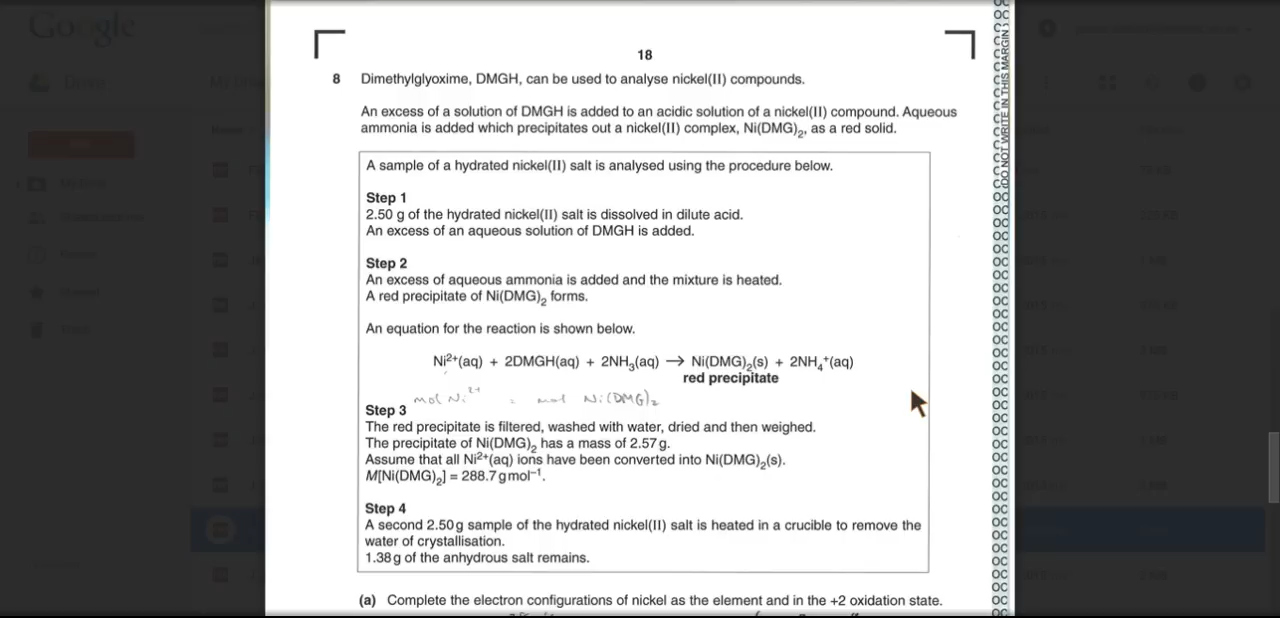 Google
Drive
18
8 Dimethylglyoxime, DMGH, can be used to analyse nickel(II) compounds.
An excess of a solution of DMGH is added to an acidic solution of a nickel(II) compound. Aqueous
ammonia is added which precipitates out a nickel(II) complex, Ni(DMG)₂, as a red solid.
A sample of a hydrated nickel(II) salt is analysed using the procedure below.
Step 1
2.50 g of the hydrated nickel(II) salt is dissolved in dilute acid.
An excess of an aqueous solution of DMGH is added.
Step 2
An excess of aqueous ammonia is added and the mixture is heated.
A red precipitate of Ni(DMG)₂ forms.
An equation for the reaction is shown below.
Ni²⁺(aq) + 2DMGH(aq) + 2NH₃(aq) → Ni(DMG)₂(s) + 2NH₄⁺(aq)
red precipitate
mol Ni²⁺ = mol Ni(DMG)₂
Step 3
The red precipitate is filtered, washed with water, dried and then weighed.
The precipitate of Ni(DMG)₂ has a mass of 2.57 g.
Assume that all Ni²⁺(aq) ions have been converted into Ni(DMG)₂(s).
M[Ni(DMG)₂] = 288.7 g mol⁻¹.
Step 4
A second 2.50 g sample of the hydrated nickel(II) salt is heated in a crucible to remove the
water of crystallisation.
1.38 g of the anhydrous salt remains.
(a) Complete the electron configurations of nickel as the element and in the +2 oxidation state.
DO NOT WRITE IN THIS MARGIN